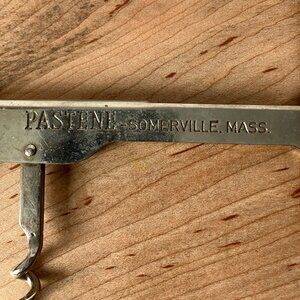 PASTENE - SOMERVILLE, MASS.